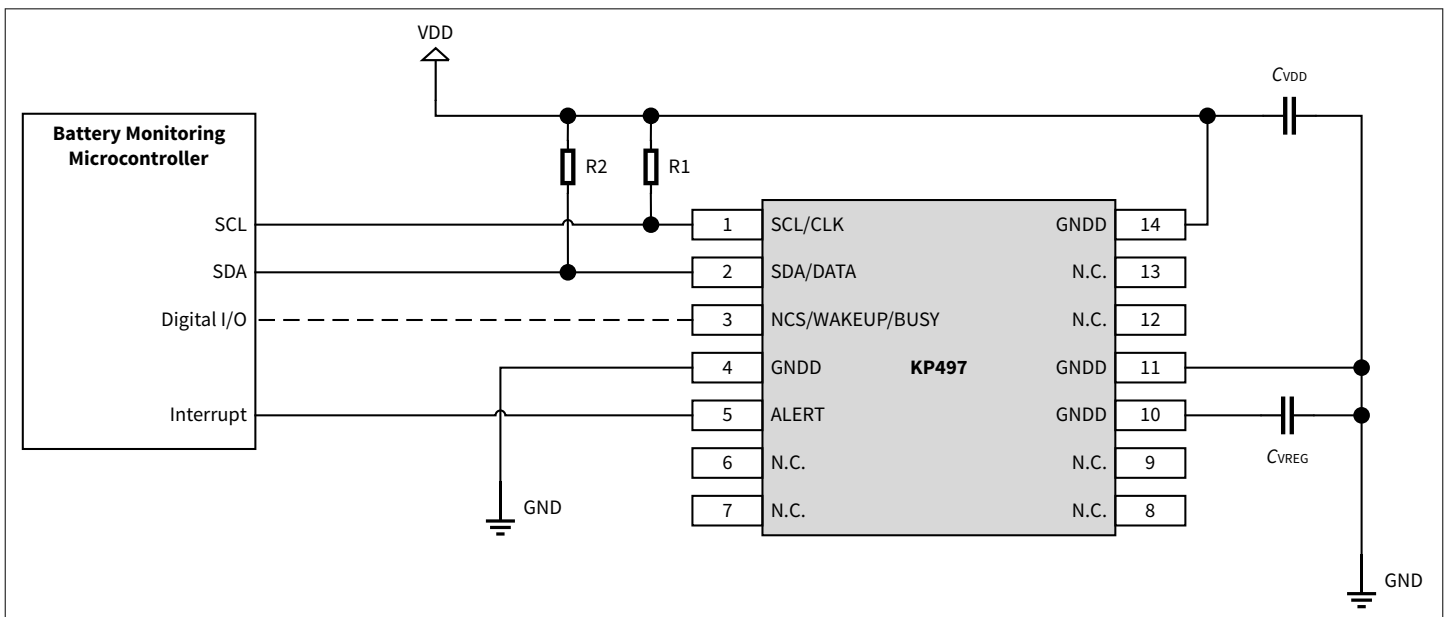 VDD
CVDD
Battery Monitoring
Microcontroller
R2
R1
SCL
1
SCL/CLK
GNDD
14
SDA
2
SDA/DATA
N.C.
13
Digital I/O
3
NCS/WAKEUP/BUSY
N.C.
12
4
GNDD
KP497
GNDD
11
Interrupt
5
ALERT
GNDD
10
6
N.C.
N.C.
9
CVREG
7
N.C.
N.C.
8
GND
GND